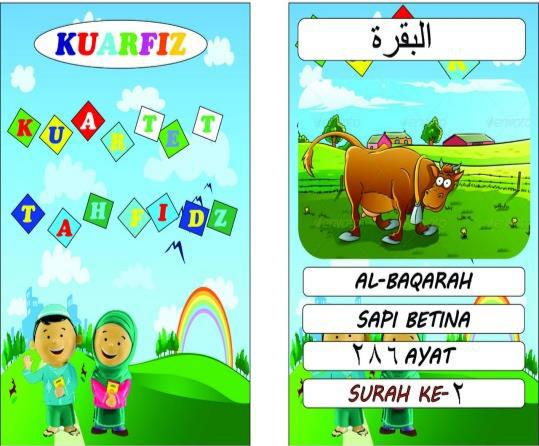 KUARFIZ
KUARTET
TAHFIDZ
البقرة
AL-BAQARAH
SAPI BETINA
٢٨٦ AYAT
SURAH KE-٢